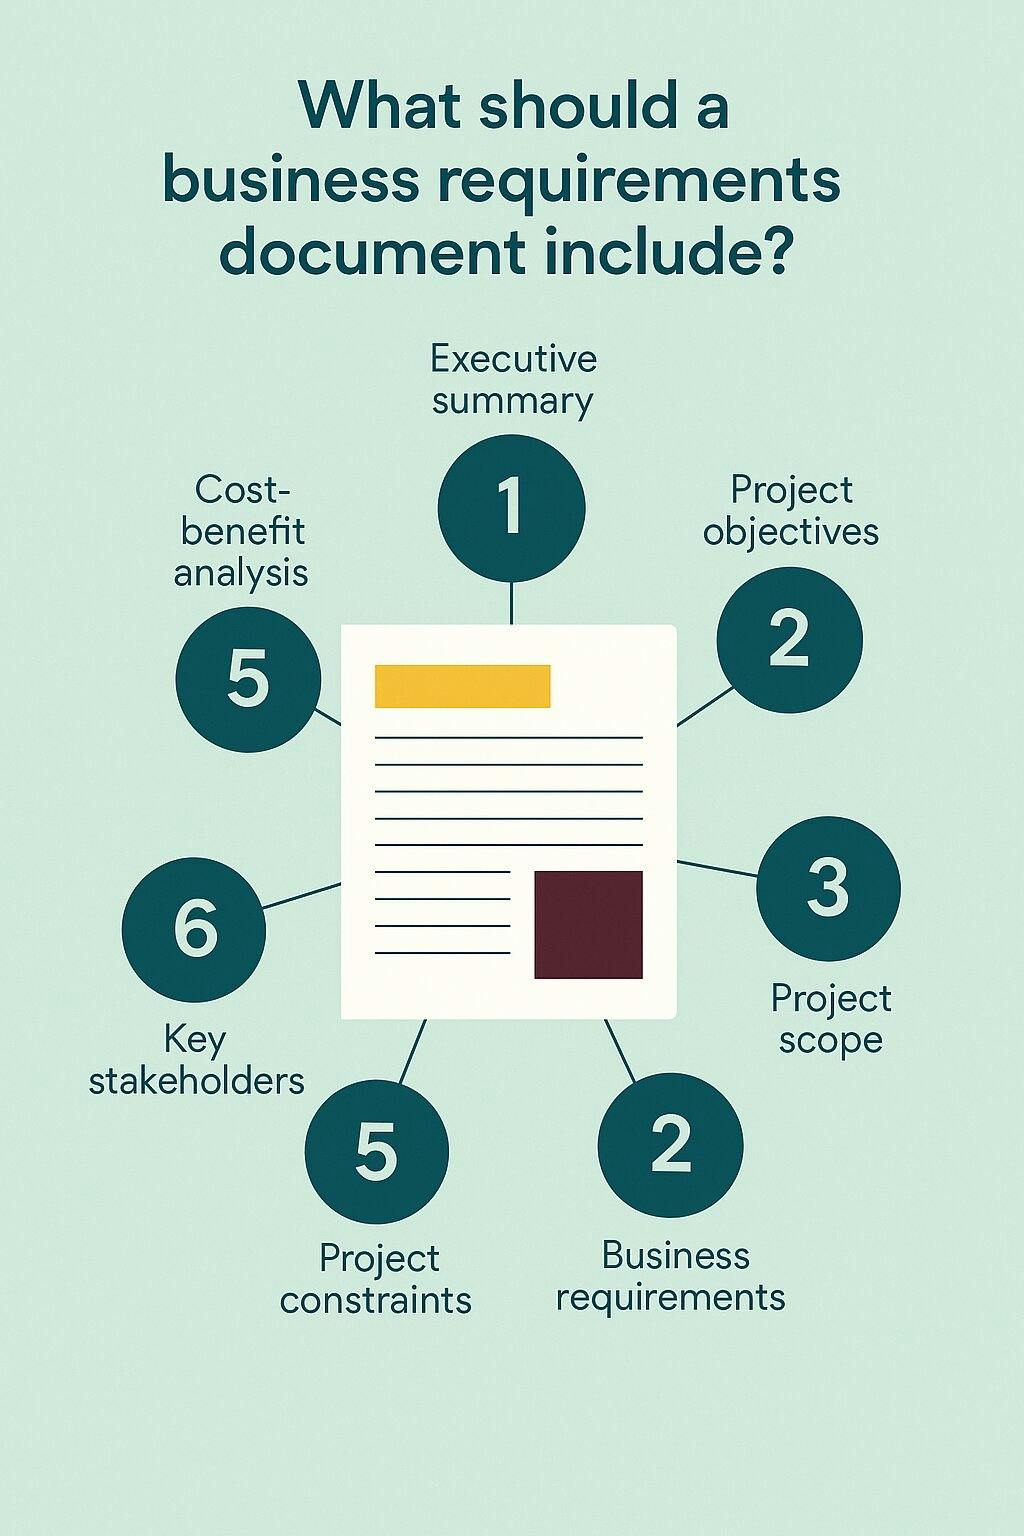 What should a
business requirements
document include?
Executive
summary
1
Project
objectives
2
3
Project
scope
2
Business
requirements
5
Project
constraints
6
Key
stakeholders
Cost-
benefit
analysis
5